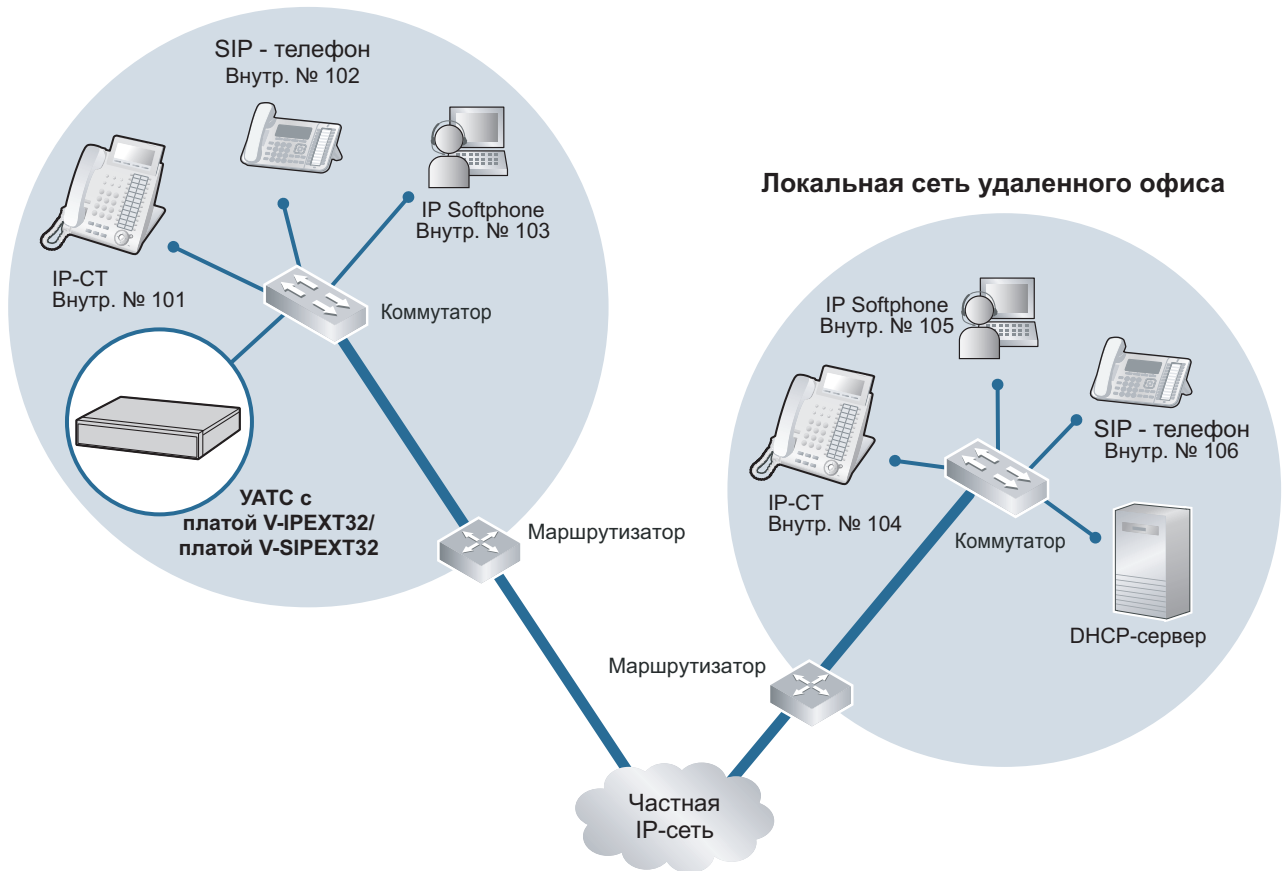 SIP - телефон
Внутр. № 102
IP Softphone
Внутр. № 103
IP-CT
Внутр. № 101
Коммутатор
УАТС с
платой V-IPEXT32/
платой V-SIPEXT32
Маршрутизатор
Локальная сеть удаленного офиса
IP Softphone
Внутр. № 105
SIP - телефон
Внутр. № 106
IP-CT
Внутр. № 104
Коммутатор
DHCP-сервер
Маршрутизатор
Частная
IP-сеть